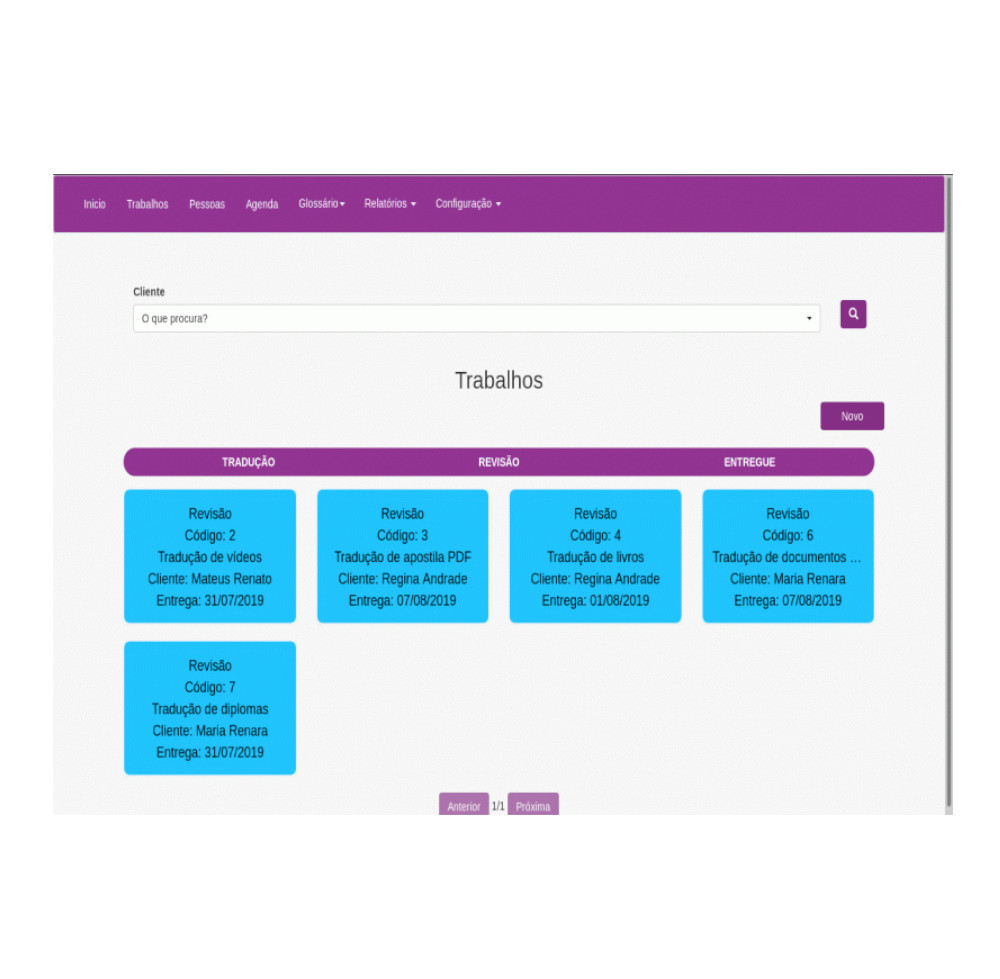 Inicio Trabalhos Pessoas Agenda Glossário Relatórios Configuração
Cliente
O que procura?
Trabalhos
Novo
TRADUÇÃO REVISÃO ENTREGUE
Revisão
Código: 2
Tradução de vídeos
Cliente: Mateus Renato
Entrega: 31/07/2019
Revisão
Código: 3
Tradução de apostila PDF
Cliente: Regina Andrade
Entrega: 07/08/2019
Revisão
Código: 4
Tradução de livros
Cliente: Regina Andrade
Entrega: 01/08/2019
Revisão
Código: 6
Tradução de documentos ...
Cliente: Maria Renara
Entrega: 07/08/2019
Revisão
Código: 7
Tradução de diplomas
Cliente: Maria Renara
Entrega: 31/07/2019
Anterior 1/1 Próxima